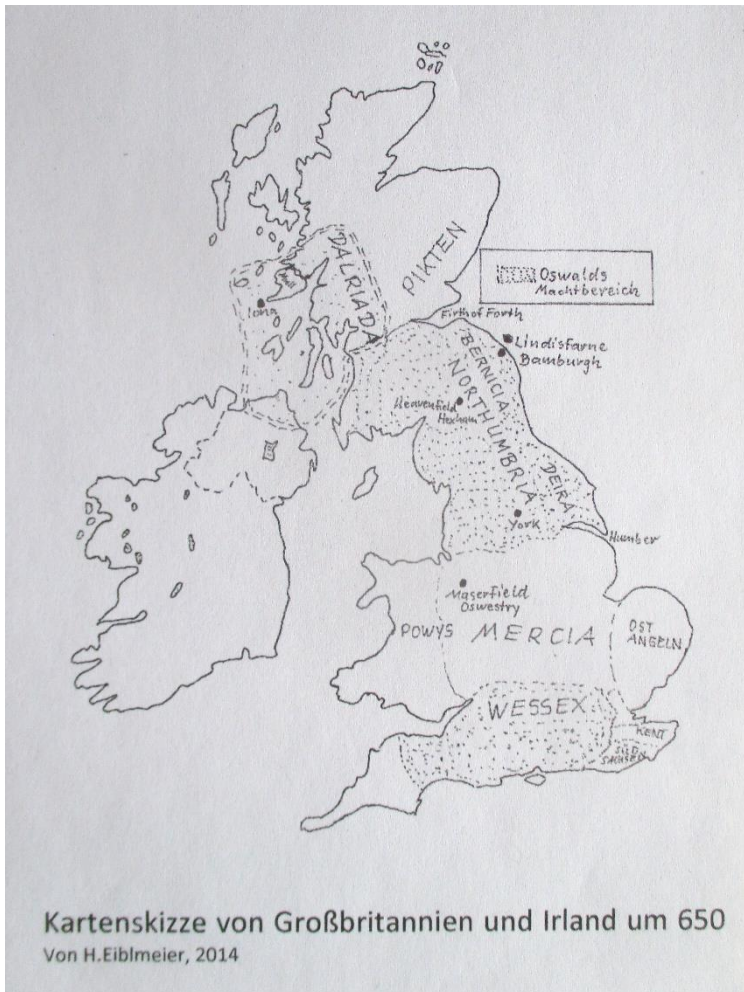 DALRIADA
PIKTEN
Oswalds
Machtbereich
Mull
Iona
Firth of Forth
Lindisfarne
Bamburgh
BERNICIA
NORTHUMBRIA
Heavenfield
Hexham
DEIRA
York
Humber
Maserfield
Oswestry
POWYS
MERCIA
OST
ANGELN
WESSEX
KENT
SÜD
SACHSEN
Kartenskizze von Großbritannien und Irland um 650
Von H.Eiblmeier, 2014